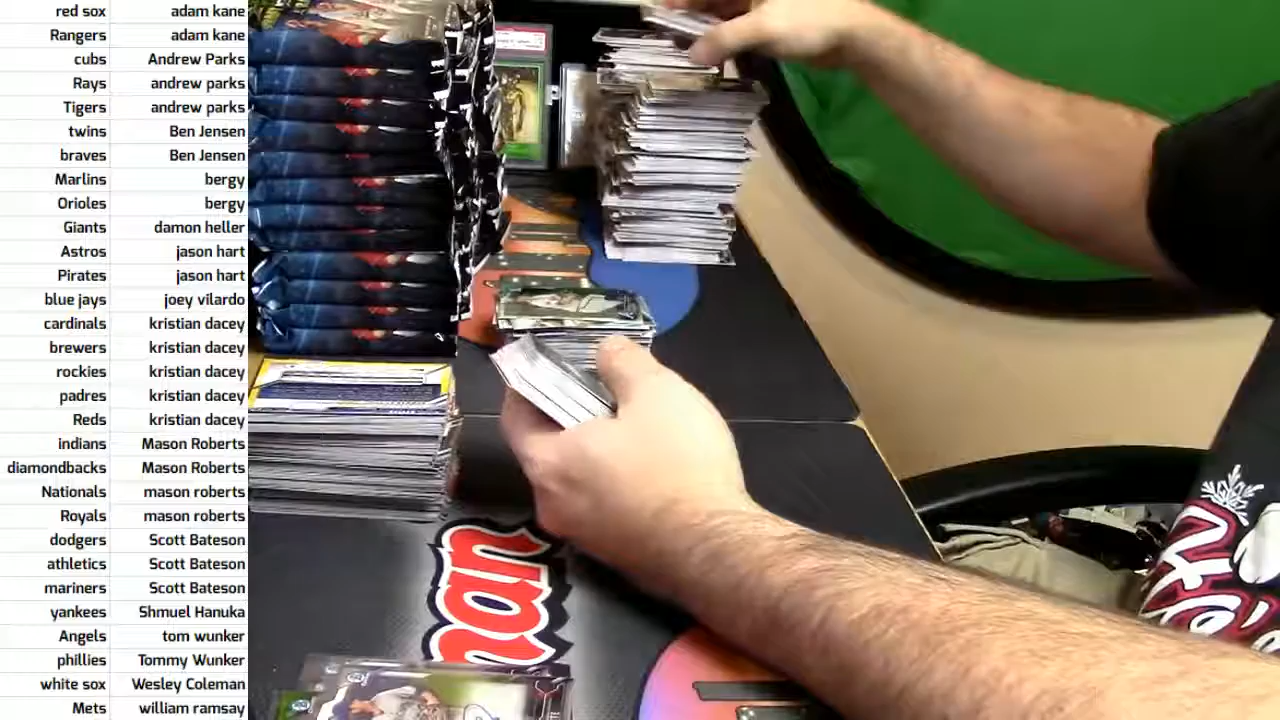 red sox adam kane
Rangers adam kane
cubs Andrew Parks
Rays andrew parks
Tigers andrew parks
twins Ben Jensen
braves Ben Jensen
Marlins bergy
Orioles bergy
Giants damon heller
Astros jason hart
Pirates jason hart
blue jays joey vilardo
cardinals kristian dacey
brewers kristian dacey
rockies kristian dacey
padres kristian dacey
Reds kristian dacey
indians Mason Roberts
diamondbacks Mason Roberts
Nationals mason roberts
Royals mason roberts
dodgers Scott Bateson
athletics Scott Bateson
mariners Scott Bateson
yankees Shmuel Hanuka
Angels tom wunker
phillies Tommy Wunker
white sox Wesley Coleman
Mets william ramsay